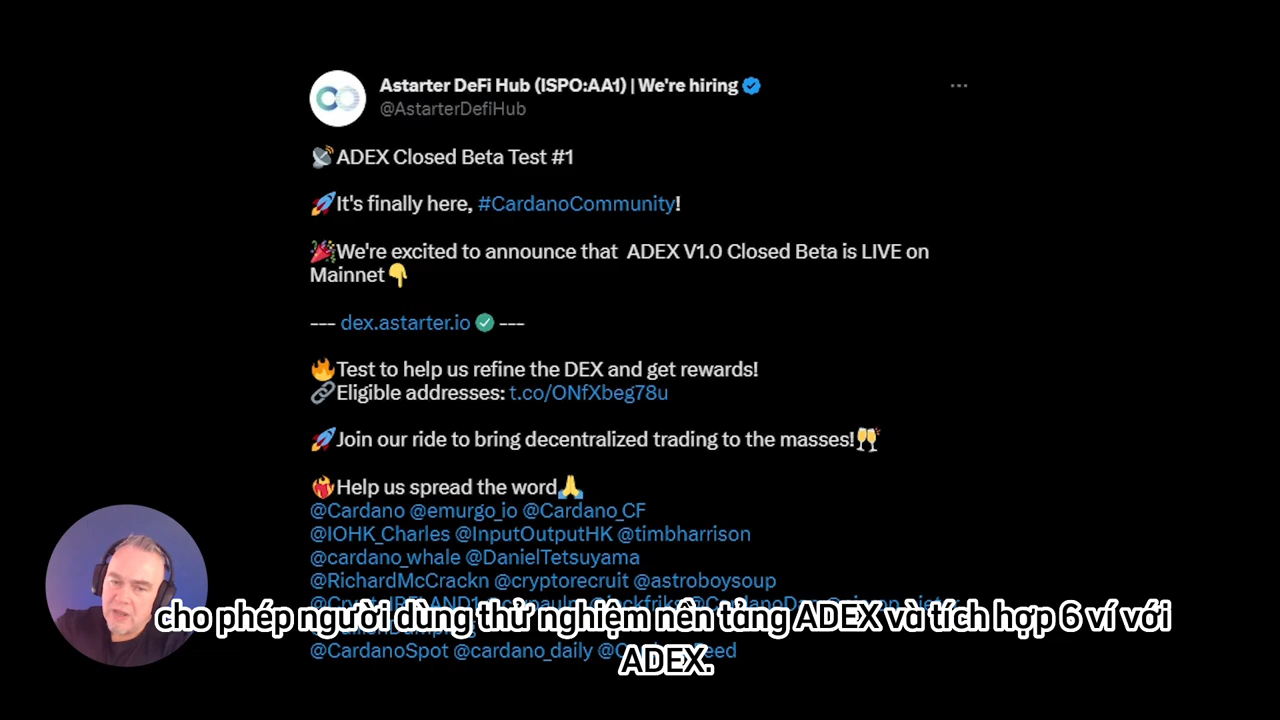 Astarter DeFi Hub (ISPO:AA1) | We're hiring
@AstarterDefiHub
ADEX Closed Beta Test #1
It's finally here, #CardanoCommunity!
We're excited to announce that ADEX V1.0 Closed Beta is LIVE on
Mainnet
--- dex.astarter.io ---
Test to help us refine the DEX and get rewards!
Eligible addresses: t.co/ONfXbeg78u
Join our ride to bring decentralized trading to the masses!
Help us spread the word
@Cardano @emurgo_io @Cardano_CF
@IOHK_Charles @InputOutputHK @timbharrison
@cardano_whale @DanielTetsuyama
@RichardMcCrackn @cryptorecruit @astroboysoup
cho phép người dùng thử nghiệm nền tảng ADEX và tích hợp 6 ví với
ADEX.
@CardanoSpot @cardano_daily